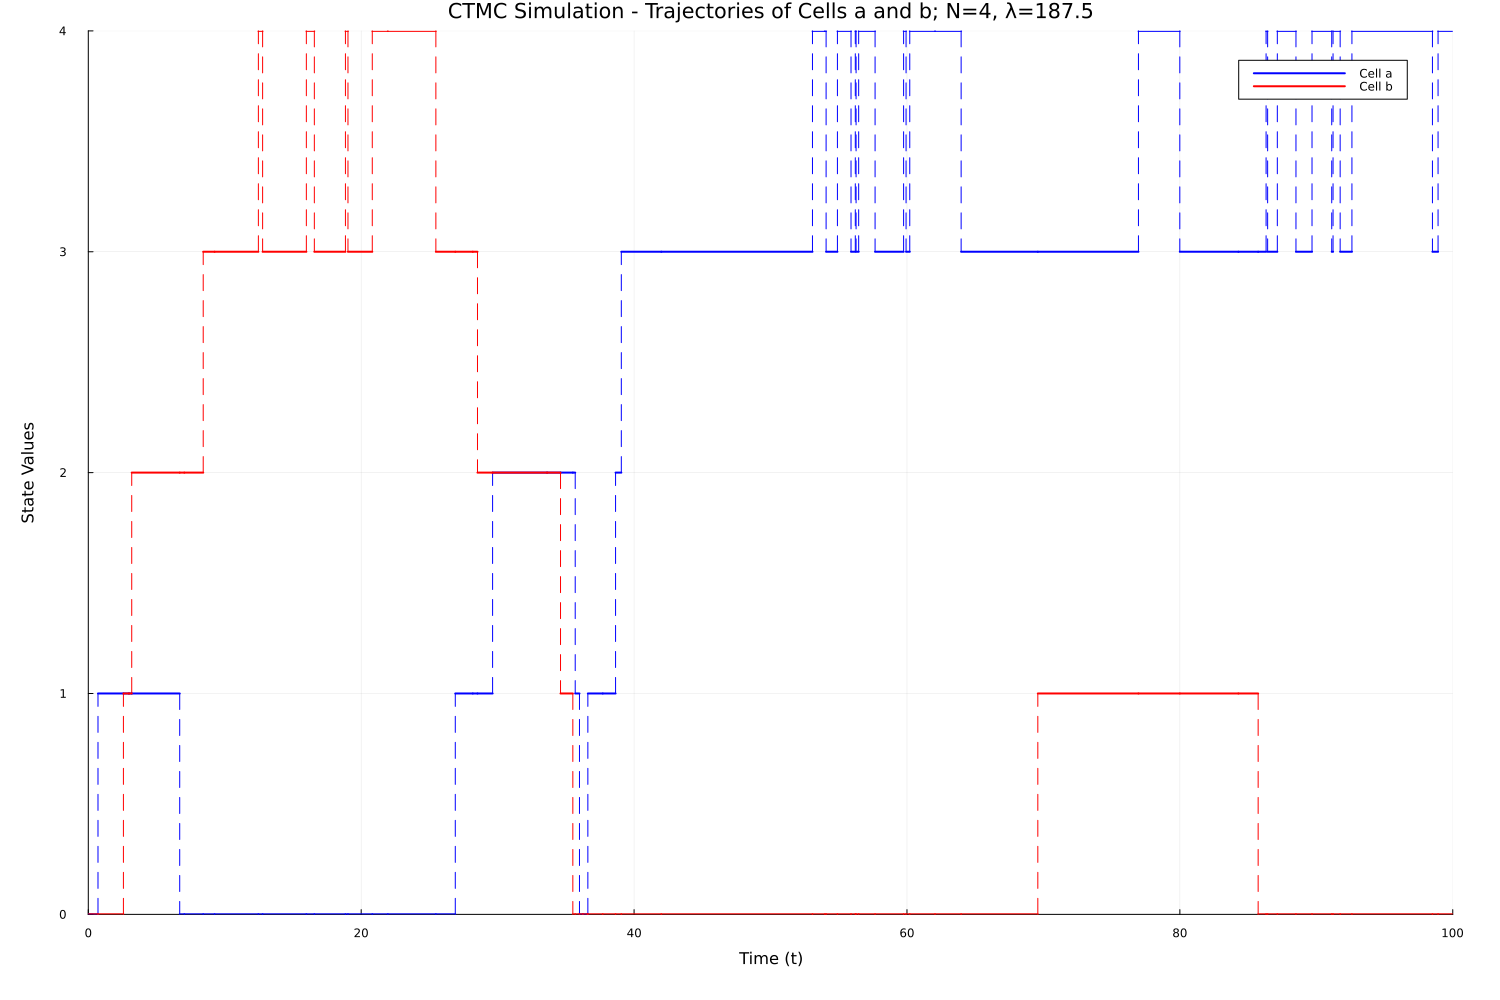 CTMC Simulation - Trajectories of Cells a and b; N=4, λ=187.5
4
Cell a
Cell b
3
State Values
2
1
0
0 20 40 60 80 100
Time (t)